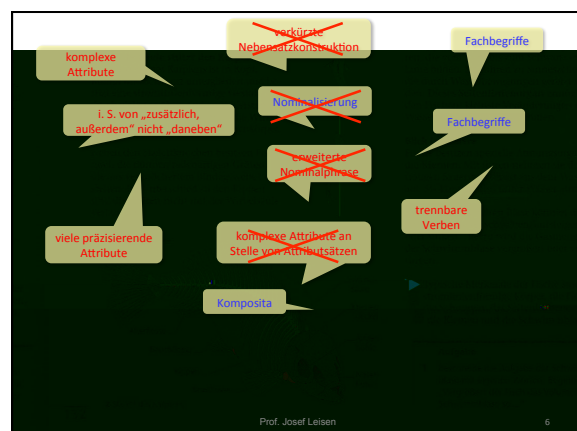 verkürzte
Nebensatzkonstruktion
Fachbegriffe
komplexe
Attribute
Nominalisierung
i. S. von „zusätzlich,
außerdem“ nicht „daneben“
Fachbegriffe
erweiterte
Nominalphrase
trennbare
Verben
viele präzisierende
Attribute
komplexe Attribute an
Stelle von Attributsätzen
Komposita
Prof. Josef Leisen
6